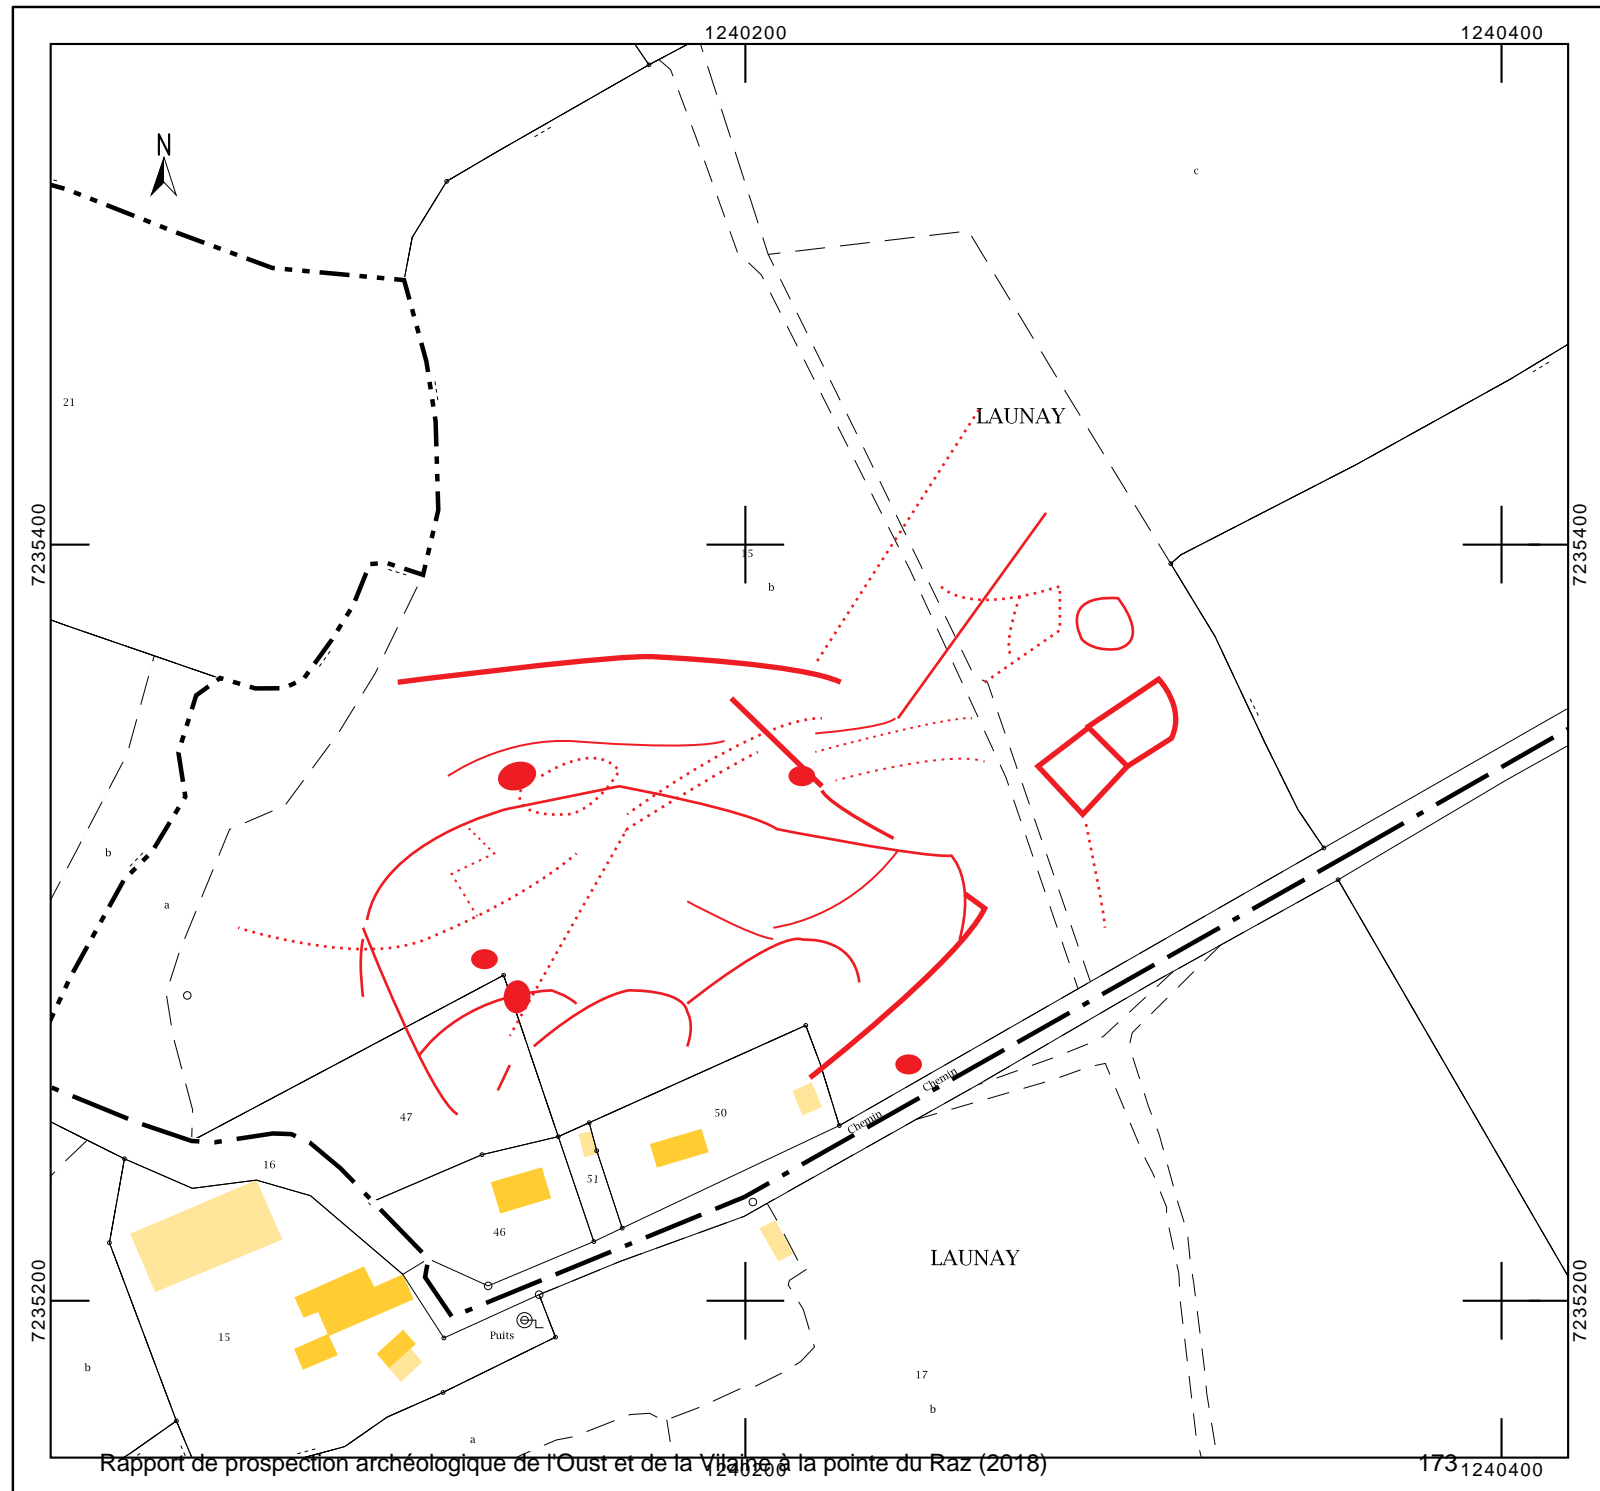 1240200
1240400
N
c
21
LAUNAY
7235400
7235400
15
b
b
a
47
50
16
Chemin
Chemin
51
46
LAUNAY
7235200
7235200
15
Puits
b
17
b
a
Rapport de prospection archéologique de l'Oust et de la Vilaine à la pointe du Raz (2018)
173
1240200
1240400